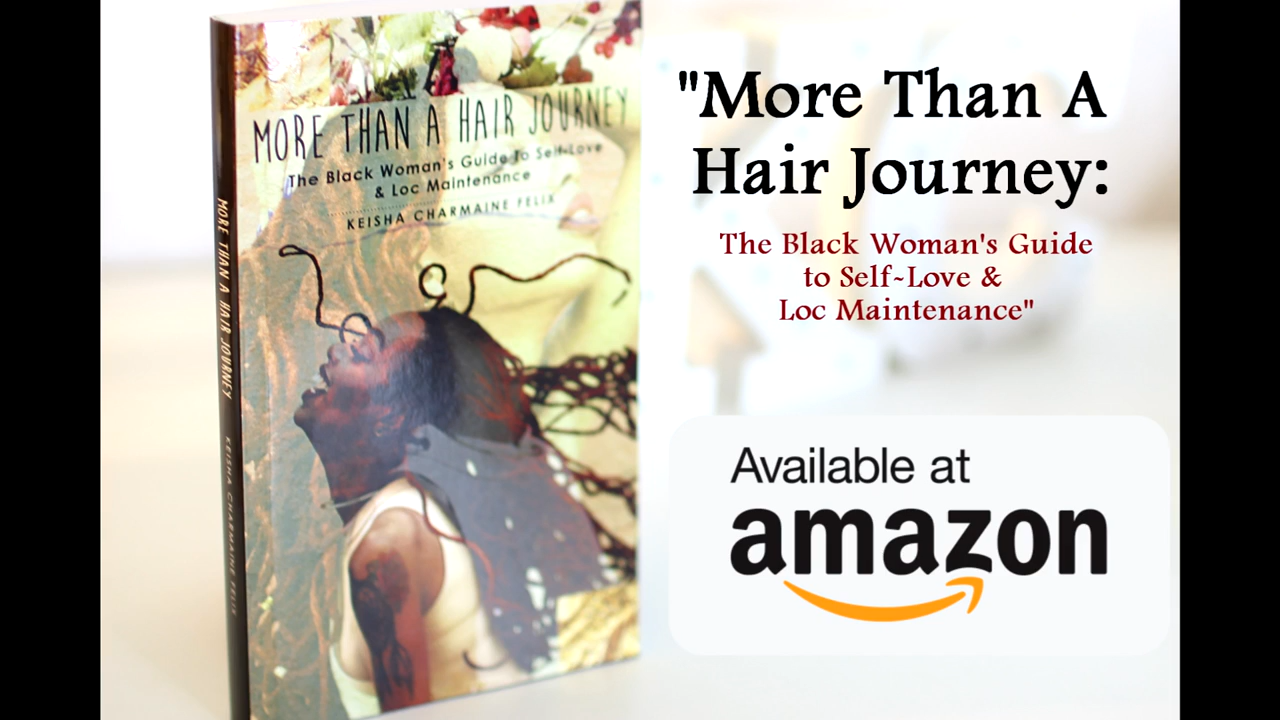 MORE THAN A HAIR JOURNEY
The Black Woman's Guide To Self-Love
& Loc Maintenance
KEISHA CHARMAINE FELIX
MORE THAN A HAIR JOURNEY
KEISHA CHARMAINE FELIX
"More Than A
Hair Journey:
The Black Woman's Guide
to Self-Love &
Loc Maintenance"
Available at
amazon